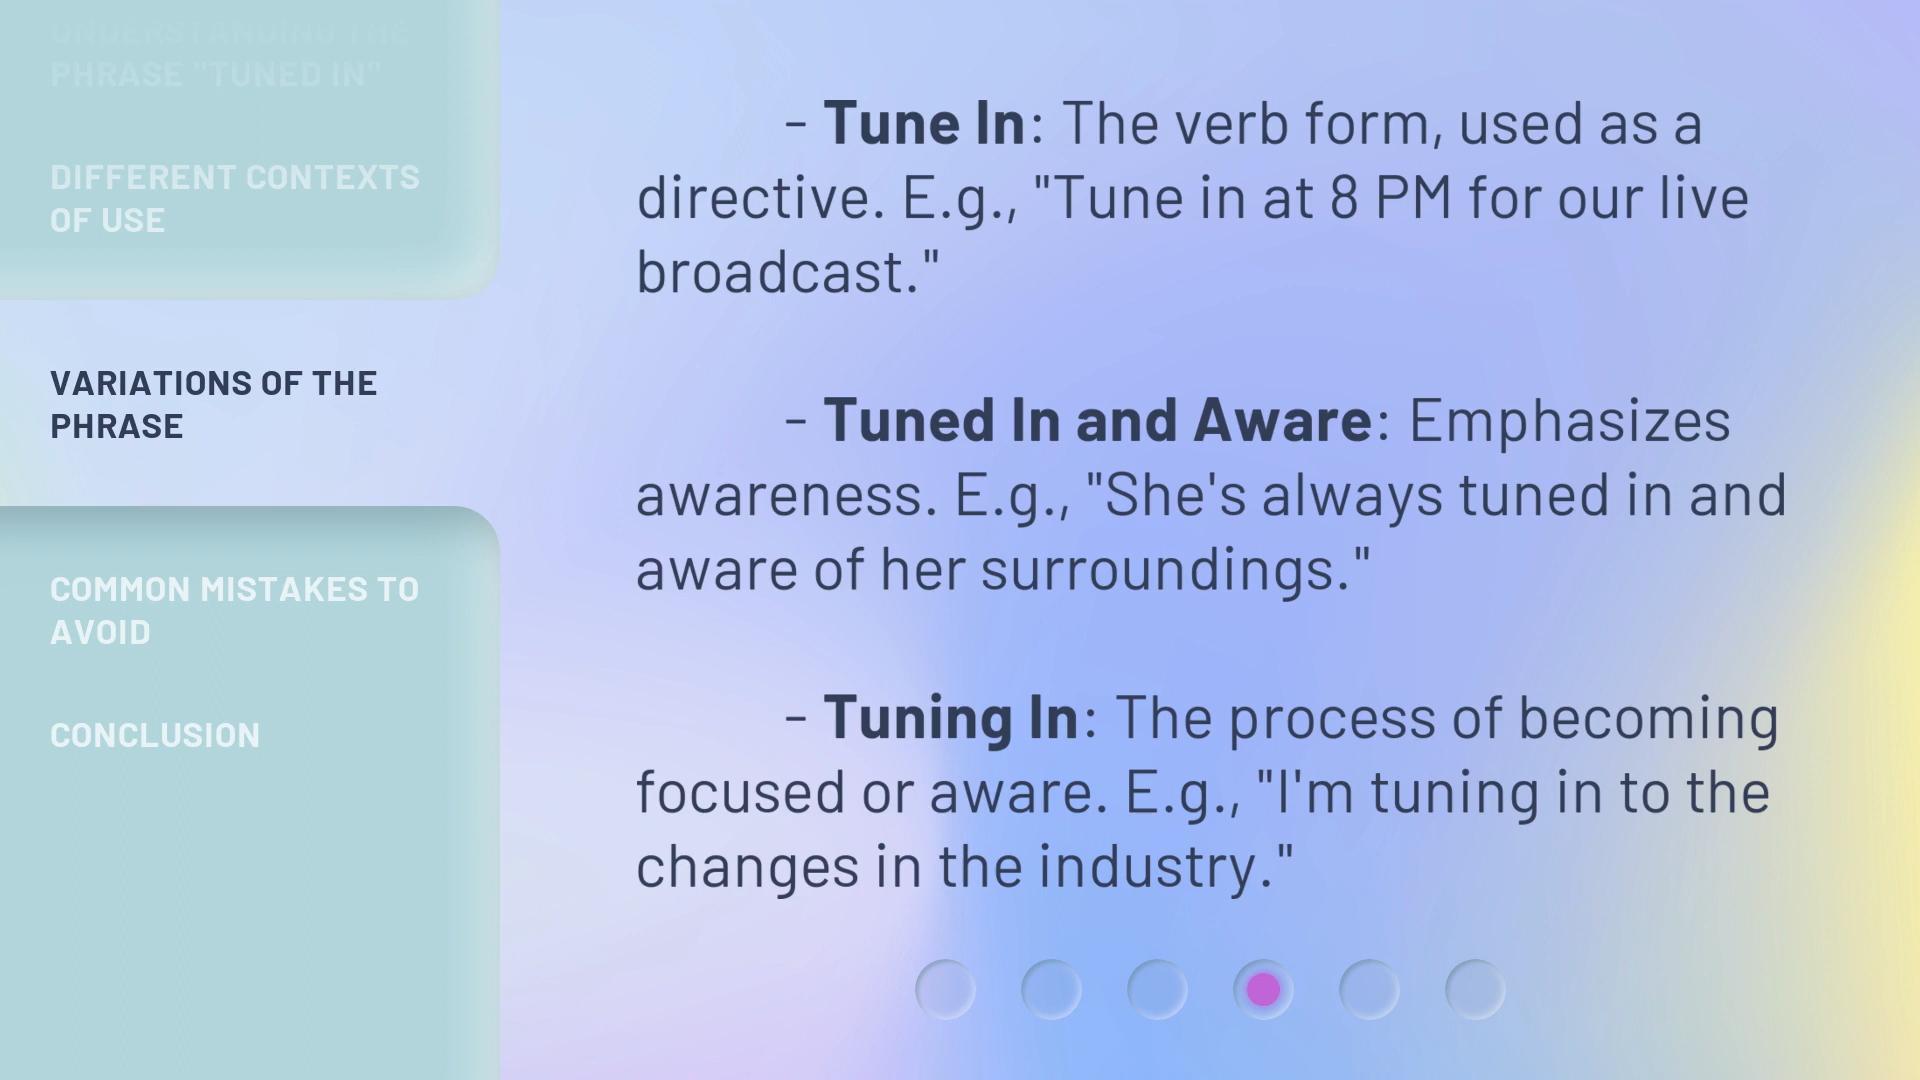 UNDERSTANDING THE
PHRASE "TUNED IN"
DIFFERENT CONTEXTS
OF USE
VARIATIONS OF THE
PHRASE
COMMON MISTAKES TO
AVOID
CONCLUSION
- Tune In: The verb form, used as a
directive. E.g., "Tune in at 8 PM for our live
broadcast."
- Tuned In and Aware: Emphasizes
awareness. E.g., "She's always tuned in and
aware of her surroundings."
- Tuning In: The process of becoming
focused or aware. E.g., "I'm tuning in to the
changes in the industry."